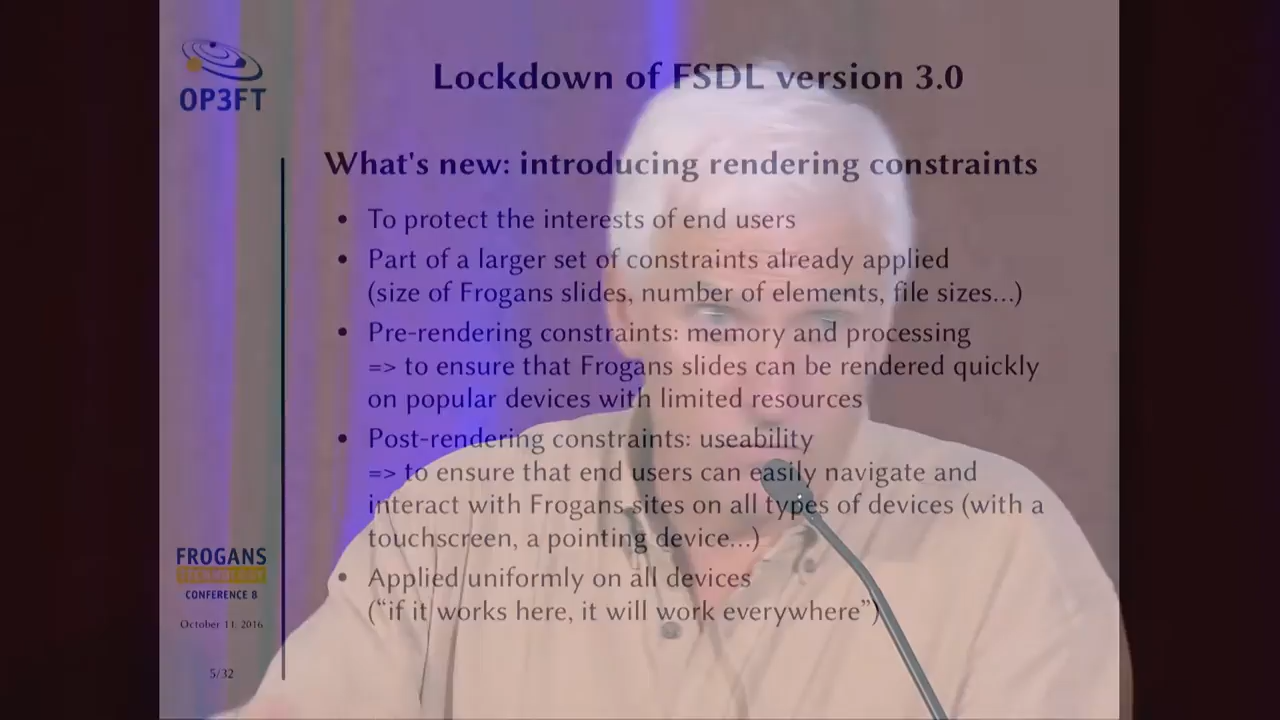 OP3FT
Lockdown of FSDL version 3.0
What's new: introducing rendering constraints
• To protect the interests of end users
• Part of a larger set of constraints already applied
(size of Frogans slides, number of elements, file sizes...)
• Pre-rendering constraints: memory and processing
=> to ensure that Frogans slides can be rendered quickly
on popular devices with limited resources
• Post-rendering constraints: useability
=> to ensure that end users can easily navigate and
interact with Frogans sites on all types of devices (with a
touchscreen, a pointing device...)
• Applied uniformly on all devices
(“if it works here, it will work everywhere”)
FROGANS
TECHNOLOGY
CONFERENCE 8
October 11, 2016
5/32